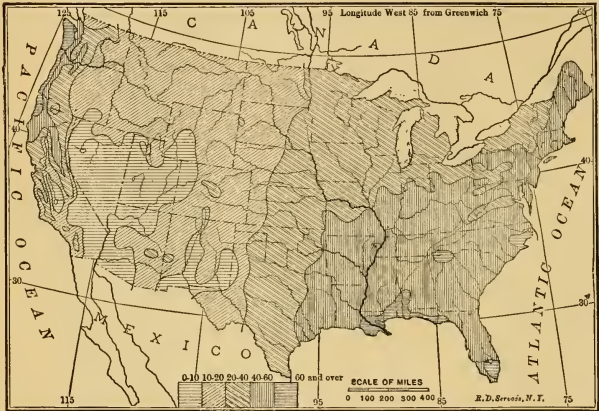 125 115 105 95 Longitude West 85 from Greenwich 75 65
CANADA
PACIFIC OCEAN
40
ATLANTIC OCEAN
30
30
MEXICO
0-10 10-20 20-40 40-60 60 and over
SCALE OF MILES
0 100 200 300 400
115 95 85 R.D. Servoss, N.Y. 75